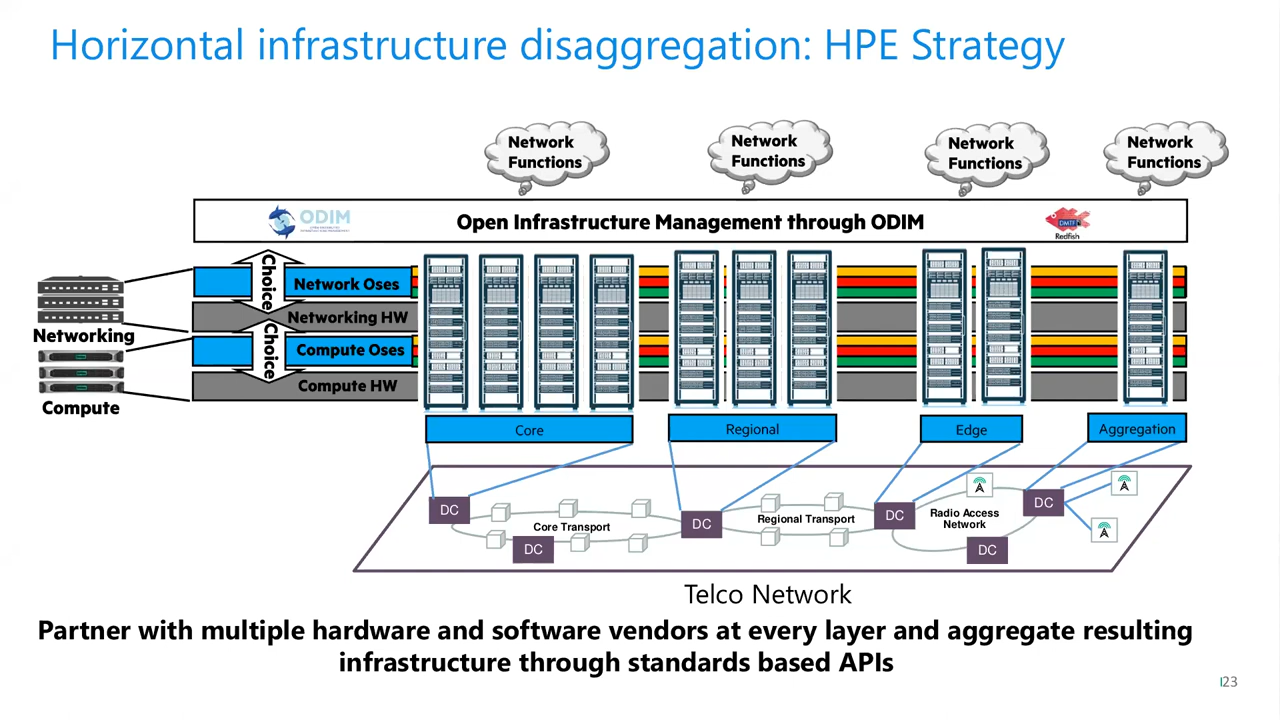 Horizontal infrastructure disaggregation: HPE Strategy
Network
Functions
Network
Functions
Network
Functions
Network
Functions
ODIM
Open Infrastructure Management through ODIM
DMTF
Redfish
Choice
Network Oses
Networking HW
Choice
Compute Oses
Compute HW
Networking
Compute
Core
Regional
Edge
Aggregation
DC
DC
DC
DC
DC
DC
Core Transport
Regional Transport
Radio Access
Network
Telco Network
Partner with multiple hardware and software vendors at every layer and aggregate resulting
infrastructure through standards based APIs
23